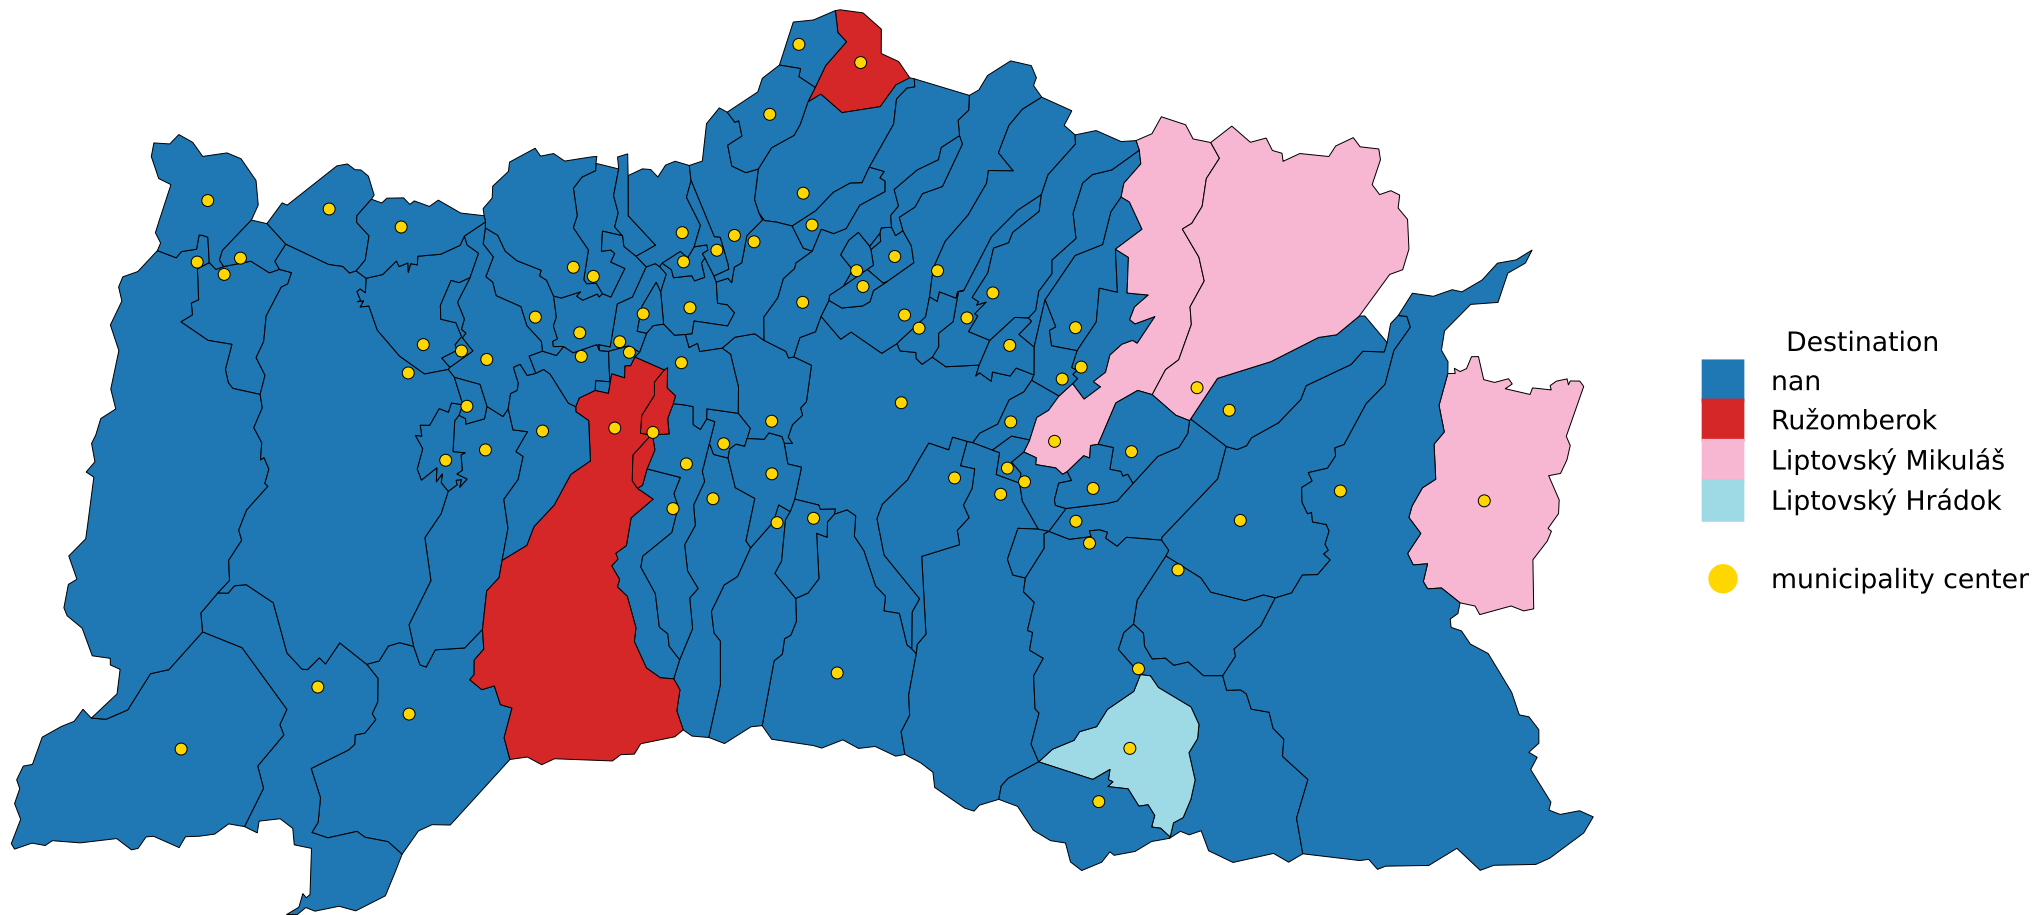 Destination
nan
Ružomberok
Liptovský Mikuláš
Liptovský Hrádok
municipality center